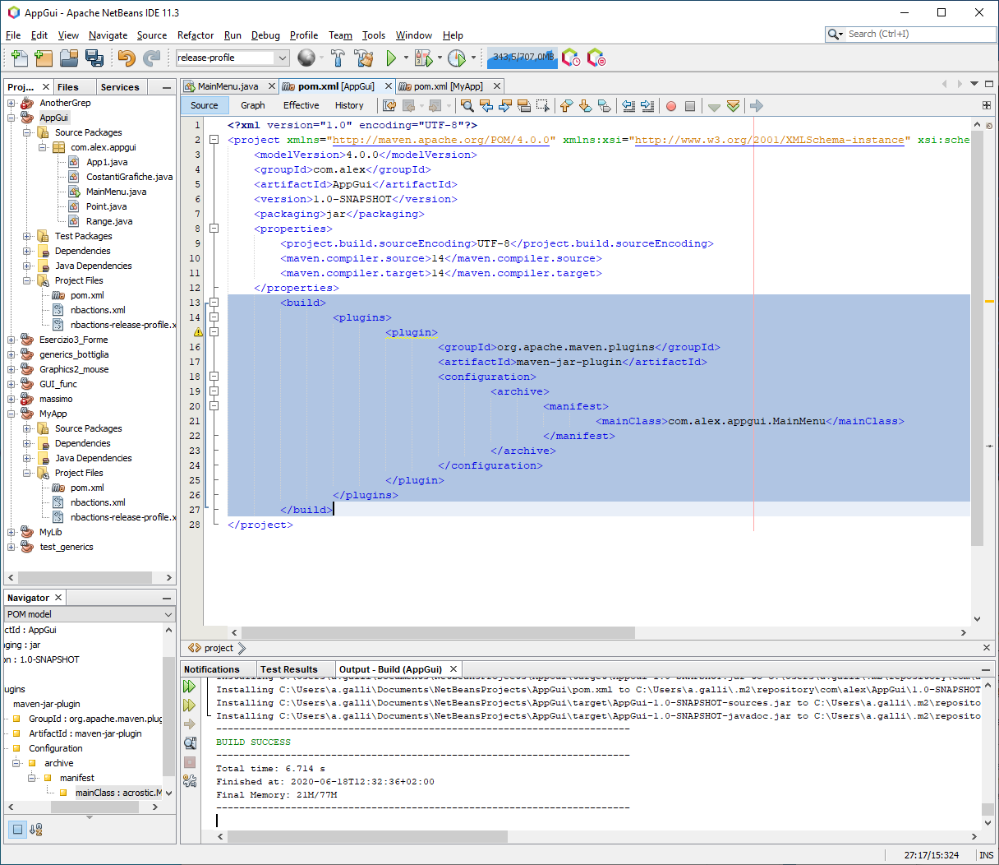 AppGui - Apache NetBeans IDE 11.3
File Edit View Navigate Source Refactor Run Debug Profile Team Tools Window Help
Search (Ctrl+I)
release-profile
343,5/707,0MB
Proj... Files Services
MainMenu.java pom.xml [AppGui] pom.xml [MyApp]
Source Graph Effective History
AnotherGrep
AppGui
Source Packages
com.alex.appgui
App1.java
CostantiGrafiche.java
MainMenu.java
Point.java
Range.java
Test Packages
Dependencies
Java Dependencies
Project Files
pom.xml
nbactions.xml
nbactions-release-profile.x
Esercizio3_Forme
generics_bottiglia
Graphics2_mouse
GUI_func
massimo
MyApp
Source Packages
Dependencies
Java Dependencies
Project Files
pom.xml
nbactions.xml
nbactions-release-profile.x
MyLib
test_generics
1 <?xml version="1.0" encoding="UTF-8"?>
2 <project xmlns="http://maven.apache.org/POM/4.0.0" xmlns:xsi="http://www.w3.org/2001/XMLSchema-instance" xsi:sche
3 <modelVersion>4.0.0</modelVersion>
4 <groupId>com.alex</groupId>
5 <artifactId>AppGui</artifactId>
6 <version>1.0-SNAPSHOT</version>
7 <packaging>jar</packaging>
8 <properties>
9 <project.build.sourceEncoding>UTF-8</project.build.sourceEncoding>
10 <maven.compiler.source>14</maven.compiler.source>
11 <maven.compiler.target>14</maven.compiler.target>
12 </properties>
13 <build>
14 <plugins>
<plugin>
16 <groupId>org.apache.maven.plugins</groupId>
17 <artifactId>maven-jar-plugin</artifactId>
18 <configuration>
19 <archive>
20 <manifest>
21 <mainClass>com.alex.appgui.MainMenu</mainClass>
22 </manifest>
23 </archive>
24 </configuration>
25 </plugin>
26 </plugins>
27 </build>
28 </project>
project
Navigator
POM model
ctId : AppGui
ging : jar
n : 1.0-SNAPSHOT
lugins
maven-jar-plugin
GroupId : org.apache.maven.plug
ArtifactId : maven-jar-plugin
Configuration
archive
manifest
mainClass : acrostic.M
Notifications Test Results Output - Build (AppGui)
Installing C:\Users\a.galli\Documents\NetBeansProjects\AppGui\pom.xml to C:\Users\a.galli\.m2\repository\com\alex\AppGui\1.0-SNAPSHOT
Installing C:\Users\a.galli\Documents\NetBeansProjects\AppGui\target\AppGui-1.0-SNAPSHOT-sources.jar to C:\Users\a.galli\.m2\reposito
Installing C:\Users\a.galli\Documents\NetBeansProjects\AppGui\target\AppGui-1.0-SNAPSHOT-javadoc.jar to C:\Users\a.galli\.m2\reposito
------------------------------------------------------------------------
BUILD SUCCESS
------------------------------------------------------------------------
Total time: 6.714 s
Finished at: 2020-06-18T12:32:36+02:00
Final Memory: 21M/77M
------------------------------------------------------------------------
27:17/15:324 INS